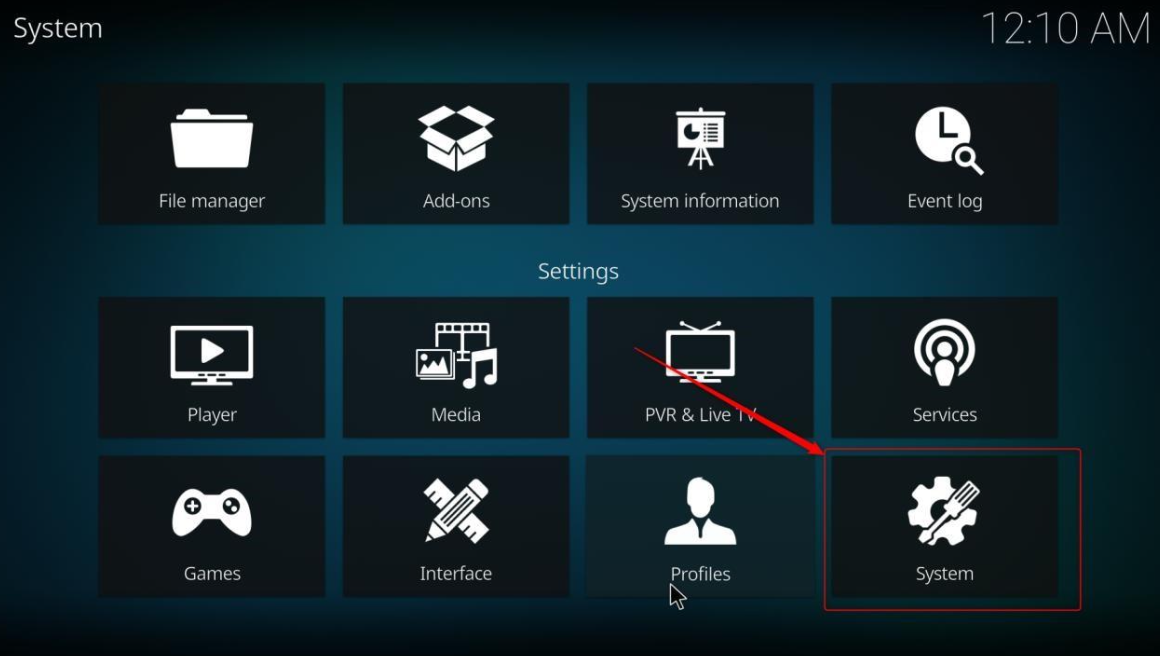 System
12:10 AM
File manager
Add-ons
System information
Event log
Settings
Player
Media
PVR & Live TV
Services
Games
Interface
Profiles
System